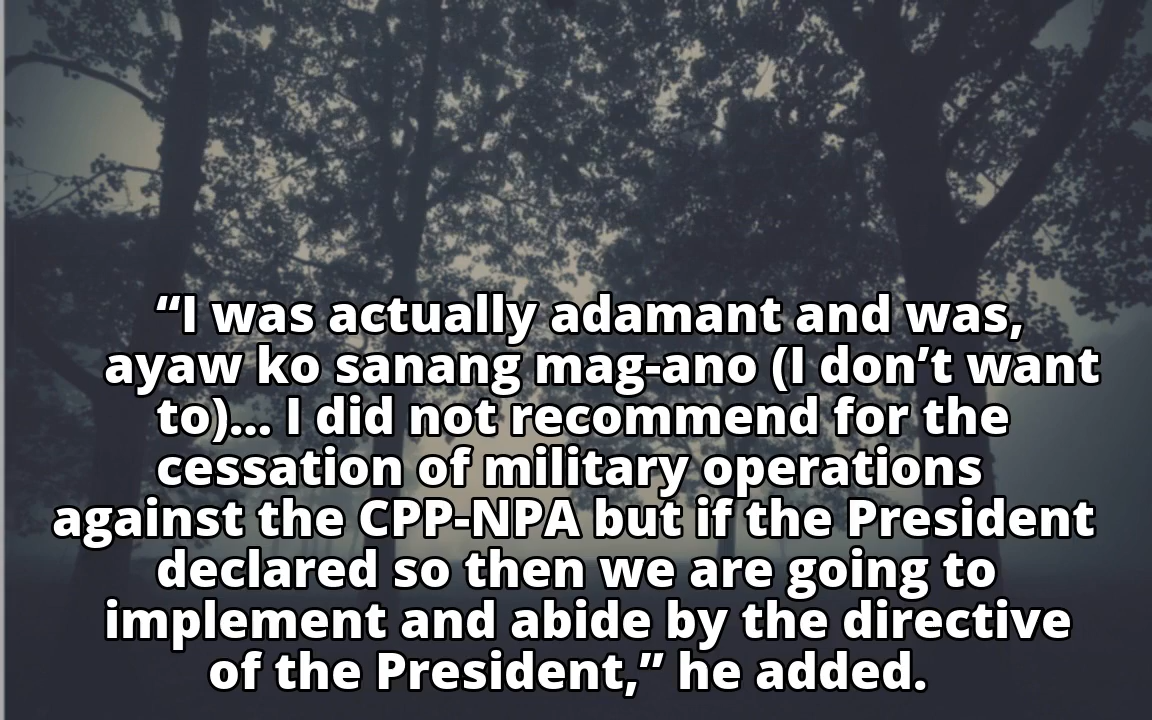 “I was actually adamant and was,
ayaw ko sanang mag-ano (I don’t want
to)... I did not recommend for the
cessation of military operations
against the CPP-NPA but if the President
declared so then we are going to
implement and abide by the directive
of the President,” he added.